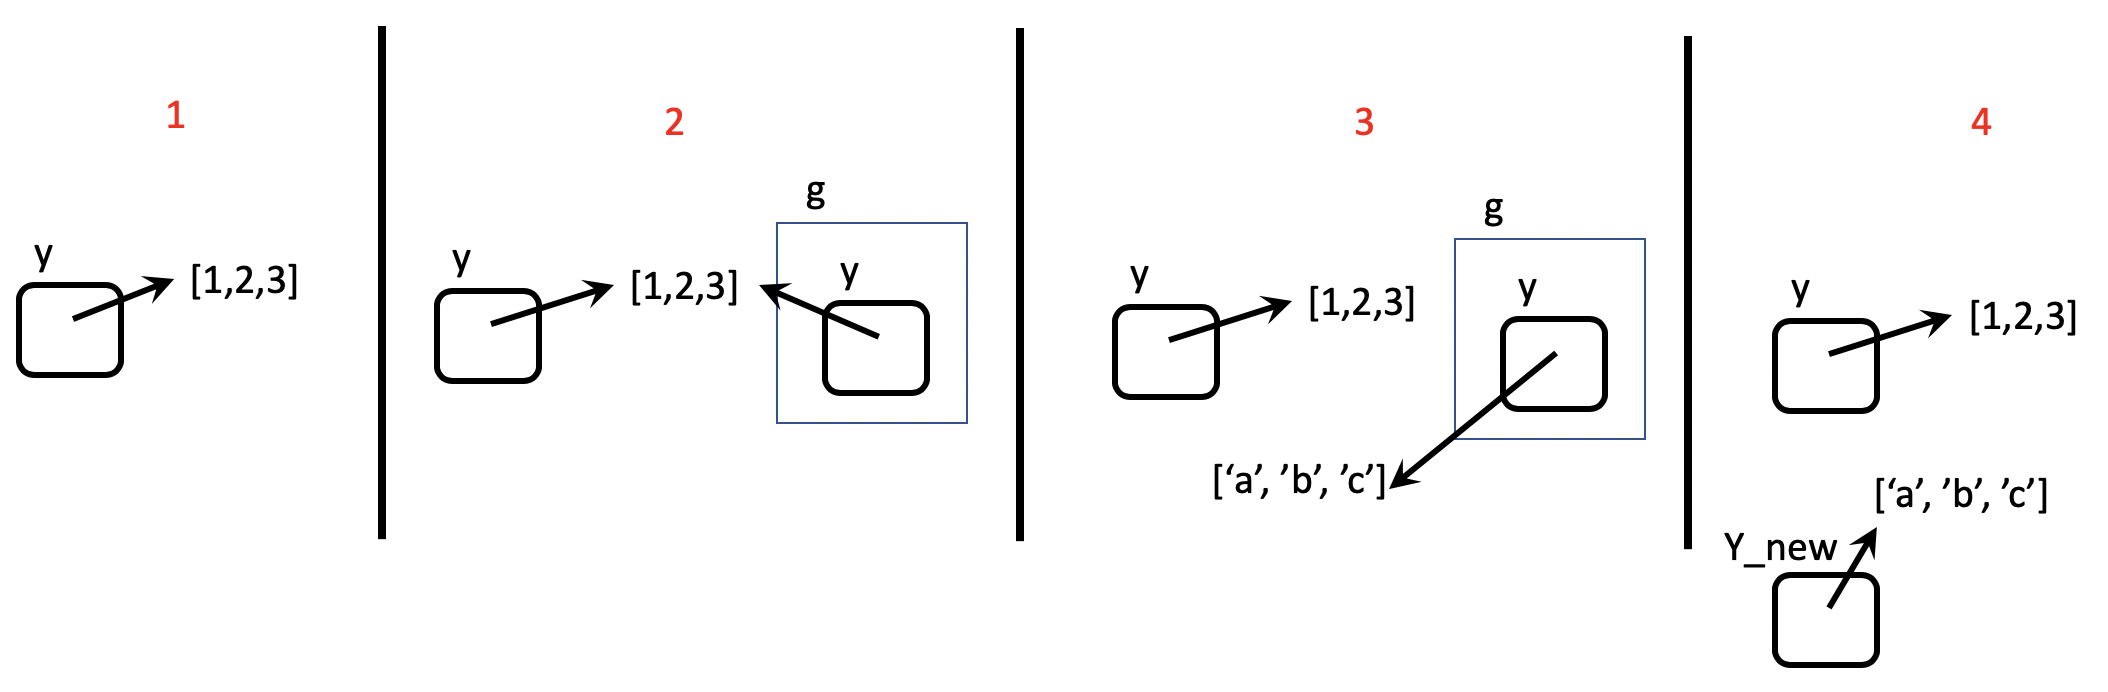 1
y
[1,2,3]
2
g
y
[1,2,3]
y
3
g
y
[1,2,3]
y
[‘a’, ’b’, ’c’]
4
y
[1,2,3]
[‘a’, ’b’, ’c’]
Y_new